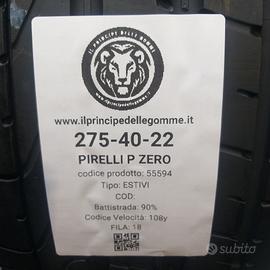 IL PRINCIPE DELLE GOMME
www.ilprincipedellegomme.it
275-40-22
PIRELLI P ZERO
codice prodotto: 55594
Tipo: ESTIVI
COD:
Battistrada: 90%
Codice Velocità: 108y
FILA: 18
subito